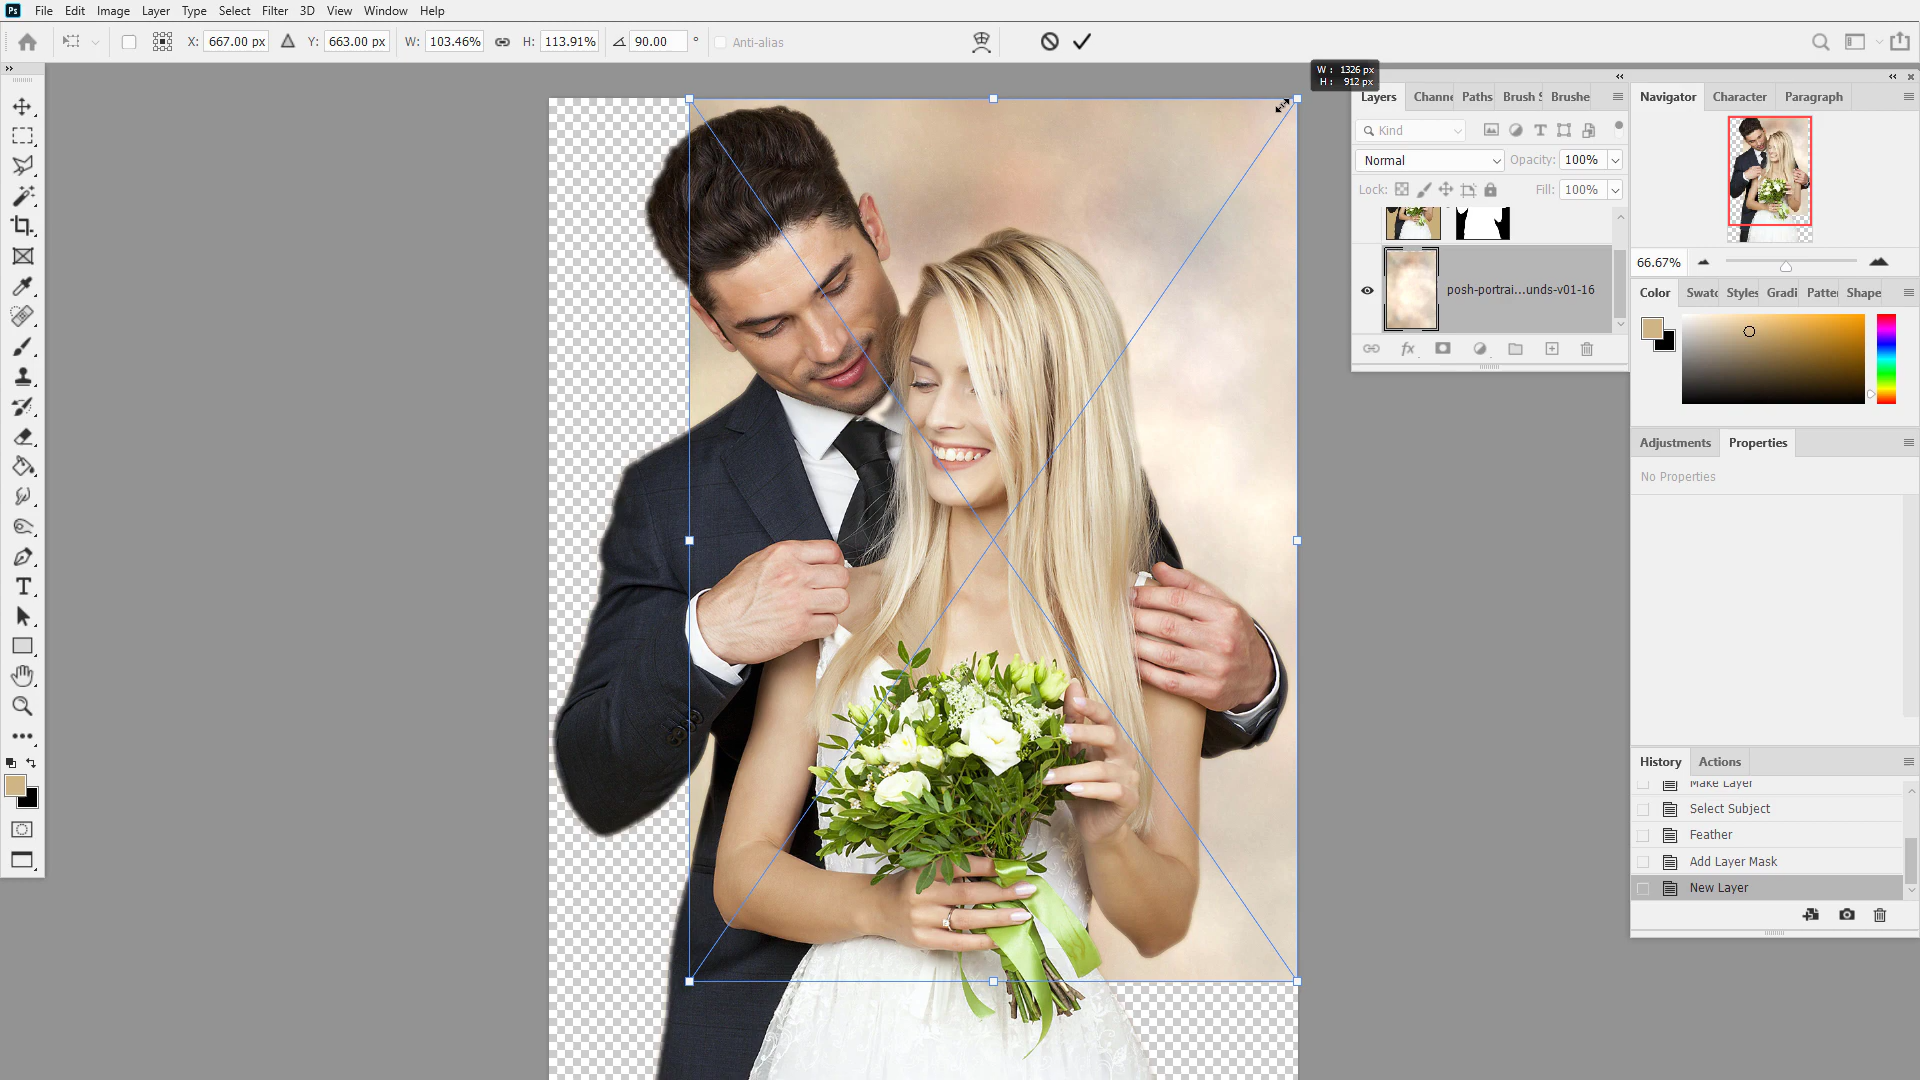 Ps File Edit Image Layer Type Select Filter 3D View Window Help
X: 667.00 px Y: 663.00 px W: 103.46% H: 113.91% 90.00 ° Anti-alias
W : 1326 px
H : 912 px
Layers Channe Paths Brush S Brushe
Kind
Normal Opacity: 100%
Lock: Fill: 100%
posh-portrai...unds-v01-16
fx
Navigator Character Paragraph
66.67%
Color Swatc Styles Gradi Patte Shape
Adjustments Properties
No Properties
History Actions
Make Layer
Select Subject
Feather
Add Layer Mask
New Layer